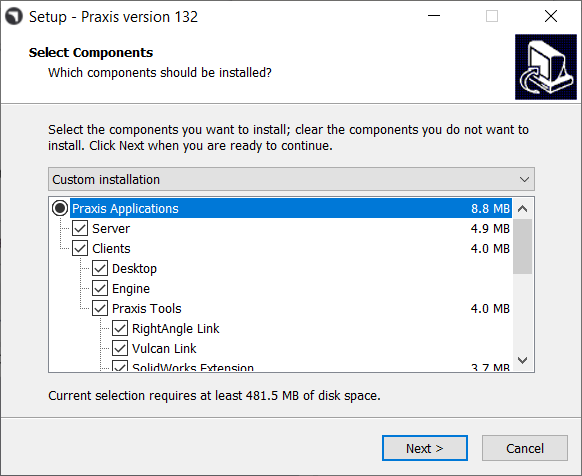 Setup - Praxis version 132
Select Components
Which components should be installed?
Select the components you want to install; clear the components you do not want to
install. Click Next when you are ready to continue.
Custom installation
Praxis Applications 8.8 MB
Server 4.9 MB
Clients 4.0 MB
Desktop
Engine
Praxis Tools 4.0 MB
RightAngle Link
Vulcan Link
SolidWorks Extension 3.7 MB
Current selection requires at least 481.5 MB of disk space.
Next > Cancel